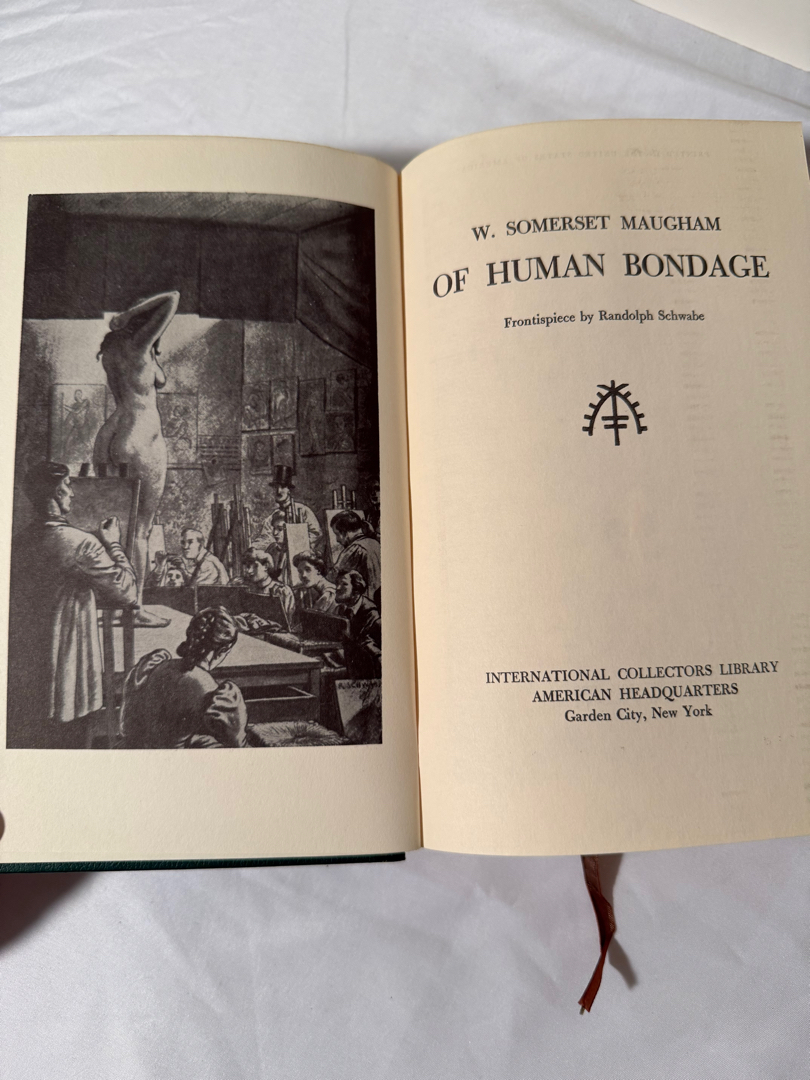 W. SOMERSET MAUGHAM
OF HUMAN BONDAGE
Frontispiece by Randolph Schwabe
INTERNATIONAL COLLECTORS LIBRARY
AMERICAN HEADQUARTERS
Garden City, New York